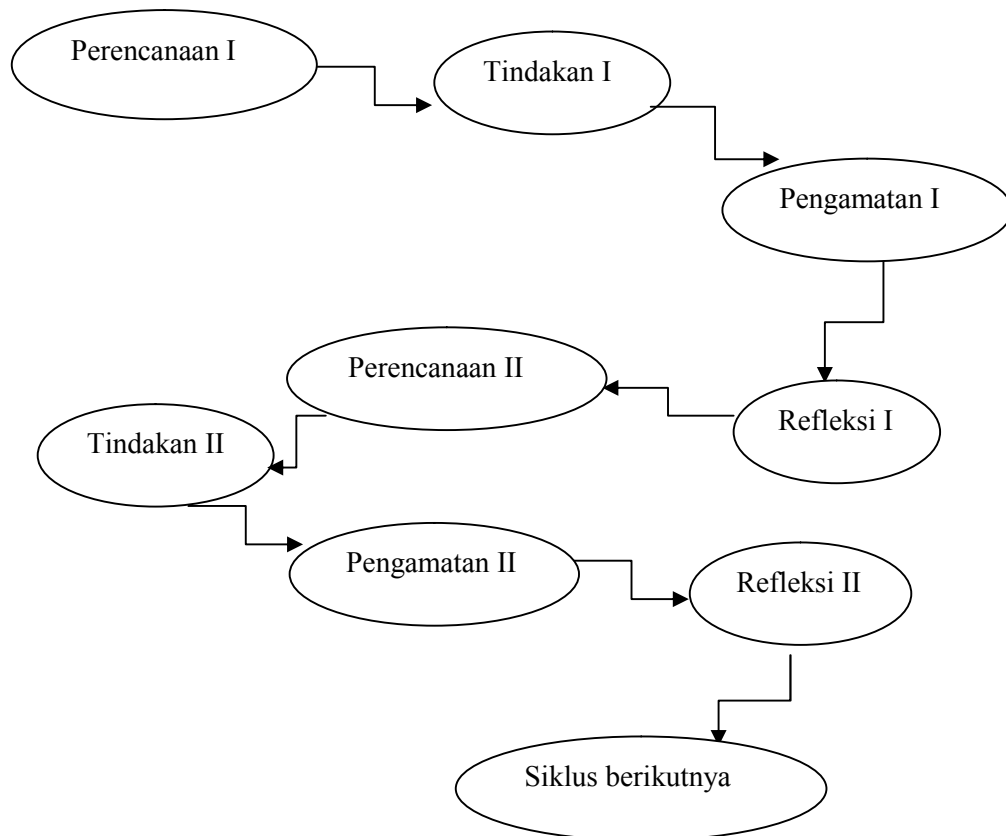 Perencanaan I
Tindakan I
Pengamatan I
Refleksi I
Perencanaan II
Tindakan II
Pengamatan II
Refleksi II
Siklus berikutnya